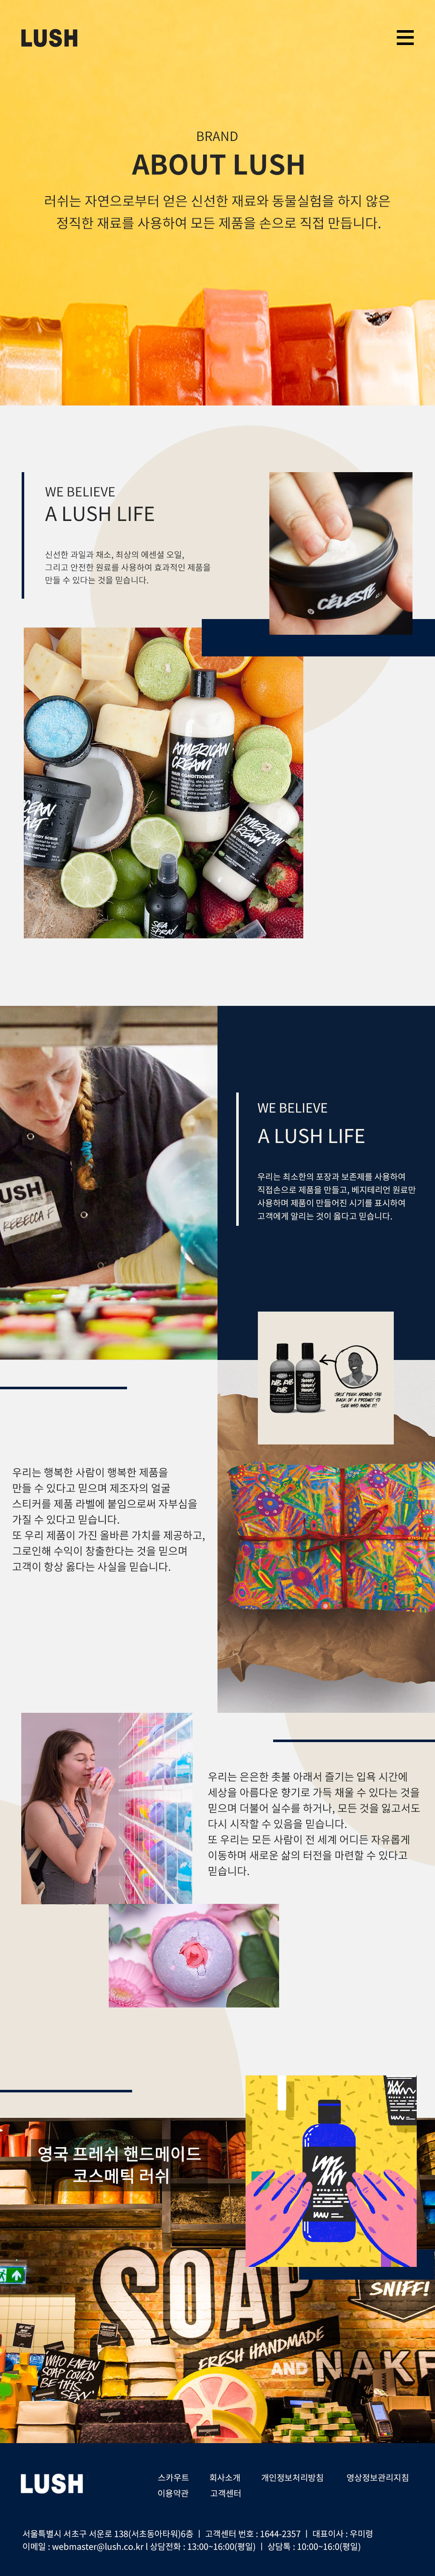 LUSH
BRAND
ABOUT LUSH
러쉬는 자연으로부터 얻은 신선한 재료와 동물실험을 하지 않은
정직한 재료를 사용하여 모든 제품을 손으로 직접 만듭니다.
WE BELIEVE
A LUSH LIFE
신선한 과일과 채소, 최상의 에센셜 오일,
그리고 안전한 원료를 사용하여 효과적인 제품을
만들 수 있다는 것을 믿습니다.
CÉLESTE
AMERICAN
CREAM
HAIR CONDITIONER
AMERICAN
CREAM
SEA
SPRAY
USH
REBECCA F
WE BELIEVE
A LUSH LIFE
우리는 최소한의 포장과 보존제를 사용하여
직접손으로 제품을 만들고, 베지테리언 원료만
사용하며 제품이 만들어진 시기를 표시하여
고객에게 알리는 것이 옳다고 믿습니다.
RUB RUB
RUB
TAKE PEEK AROUND THE
BACK OF A PRODUCT TO
SEE WHO MADE IT!
우리는 행복한 사람이 행복한 제품을
만들 수 있다고 믿으며 제조자의 얼굴
스티커를 제품 라벨에 붙임으로써 자부심을
가질 수 있다고 믿습니다.
또 우리 제품이 가진 올바른 가치를 제공하고,
그로인해 수익이 창출한다는 것을 믿으며
고객이 항상 옳다는 사실을 믿습니다.
우리는 은은한 촛불 아래서 즐기는 입욕 시간에
세상을 아름다운 향기로 가득 채울 수 있다는 것을
믿으며 더불어 실수를 하거나, 모든 것을 잃고서도
다시 시작할 수 있음을 믿습니다.
또 우리는 모든 사람이 전 세계 어디든 자유롭게
이동하며 새로운 삶의 터전을 마련할 수 있다고
믿습니다.
영국 프레쉬 핸드메이드
코스메틱 러쉬
SOAP
SNIFF!
FRESH HANDMADE
AND NAKE
WHO KNEW
SOAP COULD
BE THIS
SEXY
LUSH
스카우트 회사소개 개인정보처리방침 영상정보관리지침
이용약관 고객센터
서울특별시 서초구 서운로 138(서초동아타워)6층 ㅣ 고객센터 번호 : 1644-2357 ㅣ 대표이사 : 우미령
이메일 : webmaster@lush.co.kr l 상담전화 : 13:00~16:00(평일) ㅣ 상담톡 : 10:00~16:0(평일)